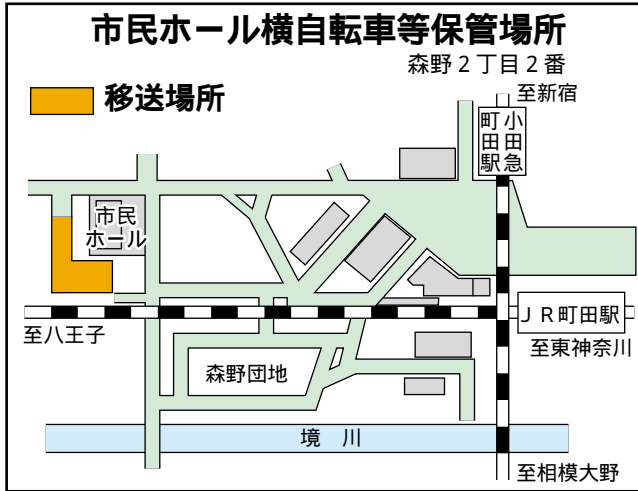 市民ホール横自転車等保管場所
森野2丁目2番
移送場所
至新宿
小田急
町田駅
市民
ホール
JR町田駅
至八王子
至東神奈川
森野団地
境　川
至相模大野